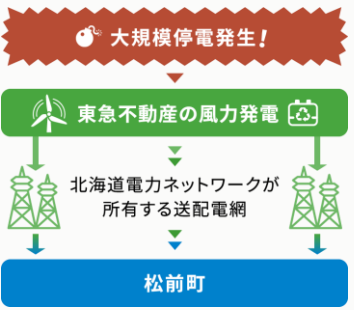 大規模停電発生!
東急不動産の風力発電
北海道電力ネットワークが
所有する送配電網
松前町